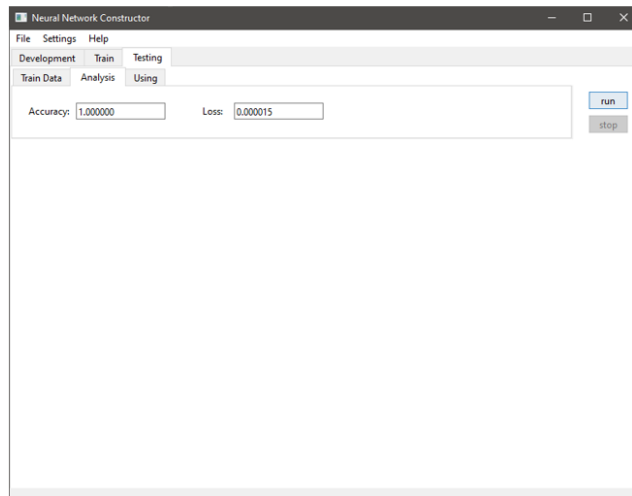 Neural Network Constructor
File Settings Help
Development Train Testing
Train Data Analysis Using
Accuracy: 1.000000 Loss: 0.000015
run
stop